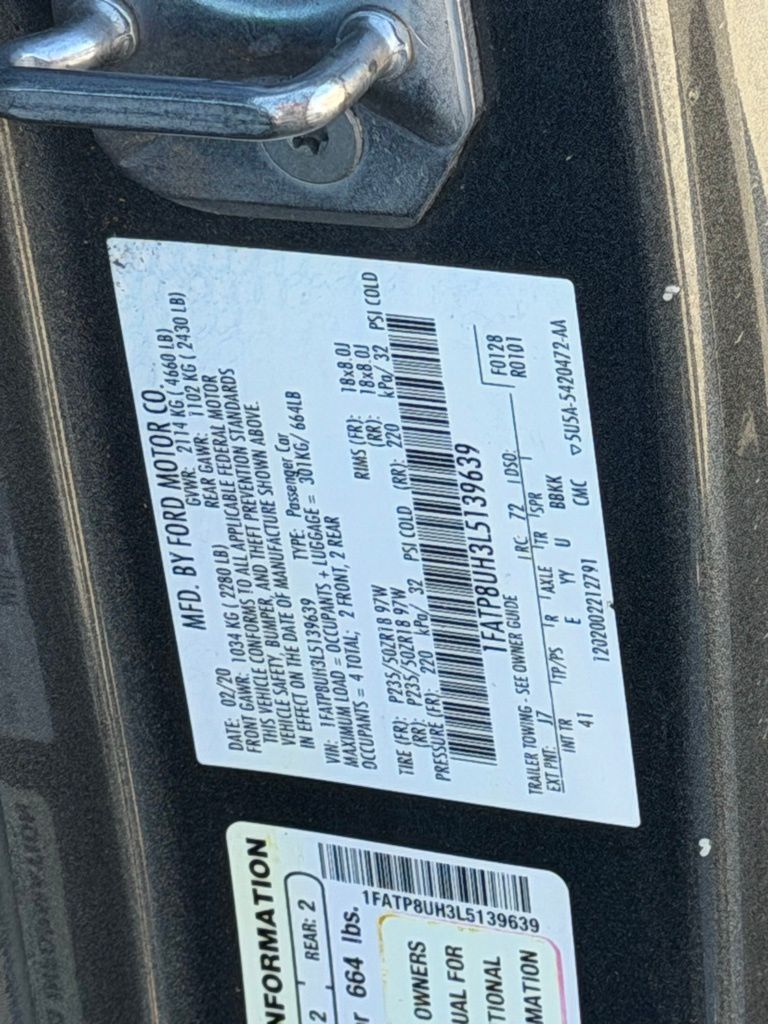 MFD. BY FORD MOTOR CO.
DATE: 02/20 GVWR: 2114 KG ( 4660 LB)
FRONT GAWR: 1034 KG ( 2280 LB) REAR GAWR: 1102 KG ( 2430 LB)
THIS VEHICLE CONFORMS TO ALL APPLICABLE FEDERAL MOTOR
VEHICLE SAFETY, BUMPER, AND THEFT PREVENTION STANDARDS
IN EFFECT ON THE DATE OF MANUFACTURE SHOWN ABOVE.
VIN: 1FATP8UH3L5139639 TYPE: Passenger Car
MAXIMUM LOAD = OCCUPANTS + LUGGAGE = 301KG/ 664LB
OCCUPANTS = 4 TOTAL; 2 FRONT, 2 REAR
TIRE (FR): P235/50ZR18 97W RIMS (FR): 18x8.0J
(RR): P235/50ZR18 97W (RR): 18x8.0J
PRESSURE (FR): 220 kPa/ 32 PSI COLD (RR): 220 kPa/ 32 PSI COLD
1FATP8UH3L5139639
TRAILER TOWING - SEE OWNER GUIDE F0128
EXT PNT: J7 RC: 72 DSO: R0101
INT TR TP/PS R AXLE TR SPR
41 E YY U BBKK
1202002212791 CMC 5U5A-5420472-AA
NFORMATION
2 REAR: 2
r 664 lbs.
1FATP8UH3L5139639
OWNERS
UAL FOR
TIONAL
MATION